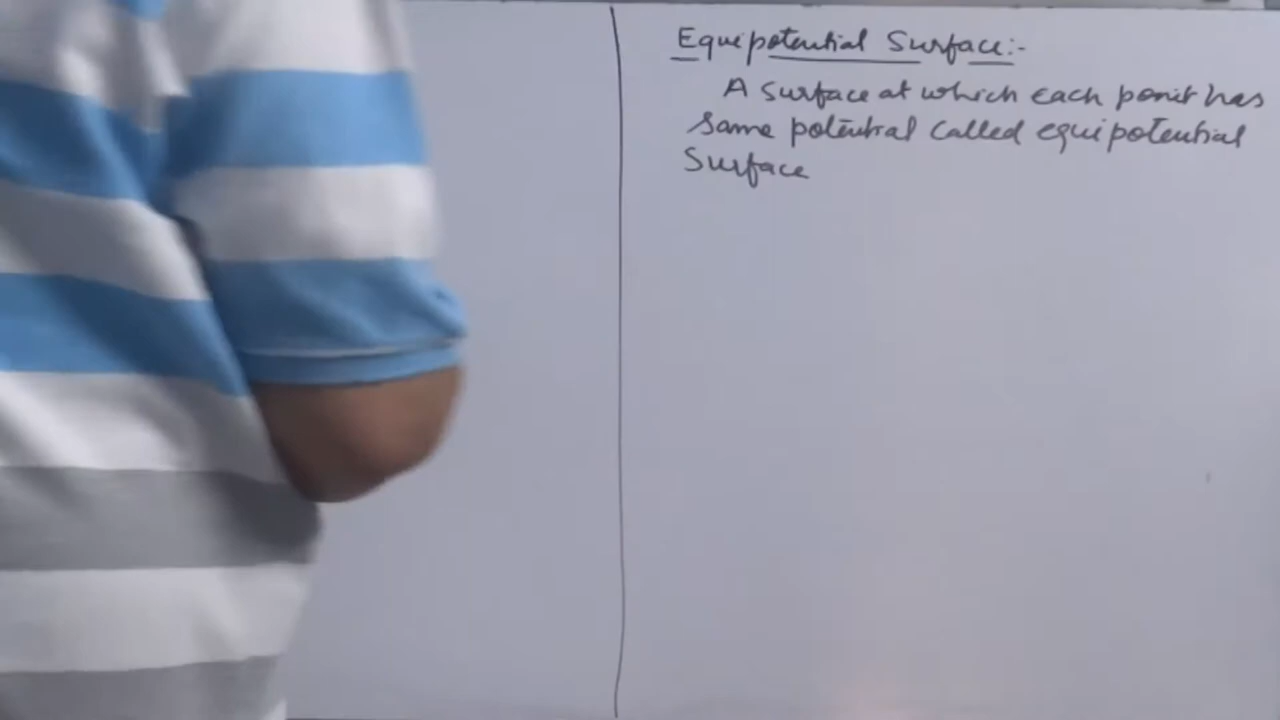 Equipotential Surface:-
A surface at which each point has
same potential called equipotential
Surface